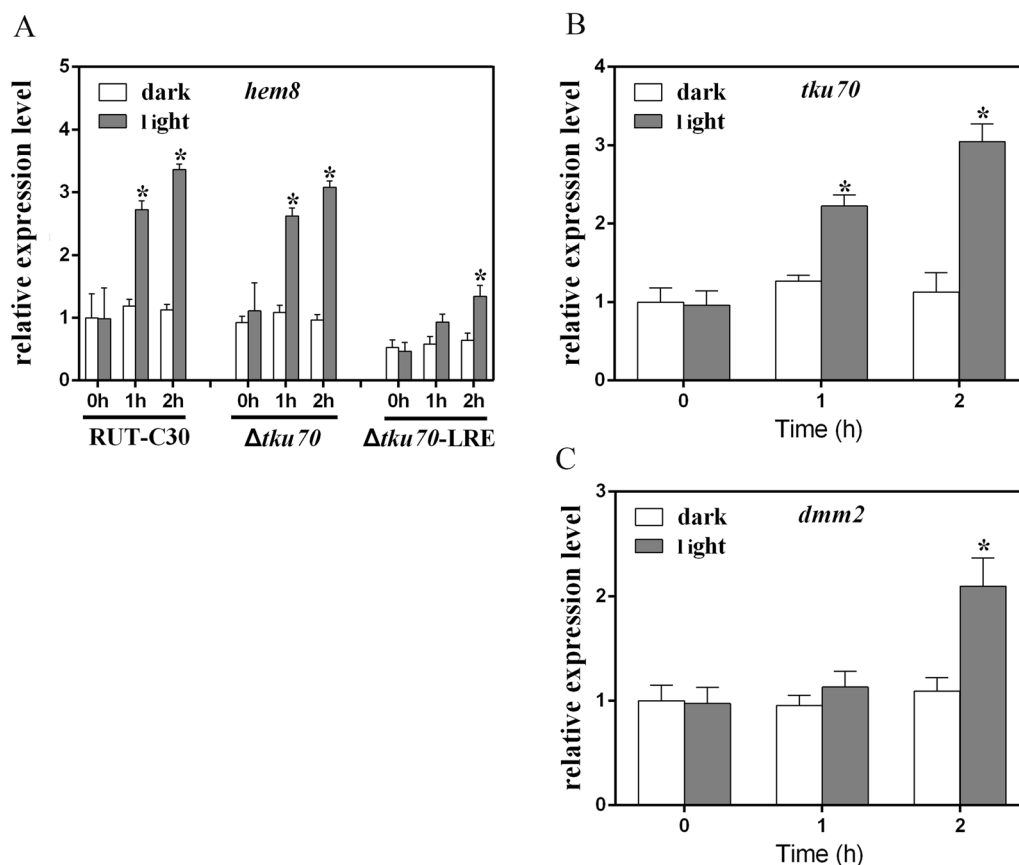 A
relative expression level
5
4
3
2
1
0
dark
light
hem8
*
*
*
*
*
0h 1h 2h 0h 1h 2h 0h 1h 2h
RUT-C30 Δtku70 Δtku70-LRE
B
relative expression level
4
3
2
1
0
dark
light
tku70
*
*
0 1 2
Time (h)
C
relative expression level
3
2
1
0
dark
light
dmm2
*
0 1 2
Time (h)